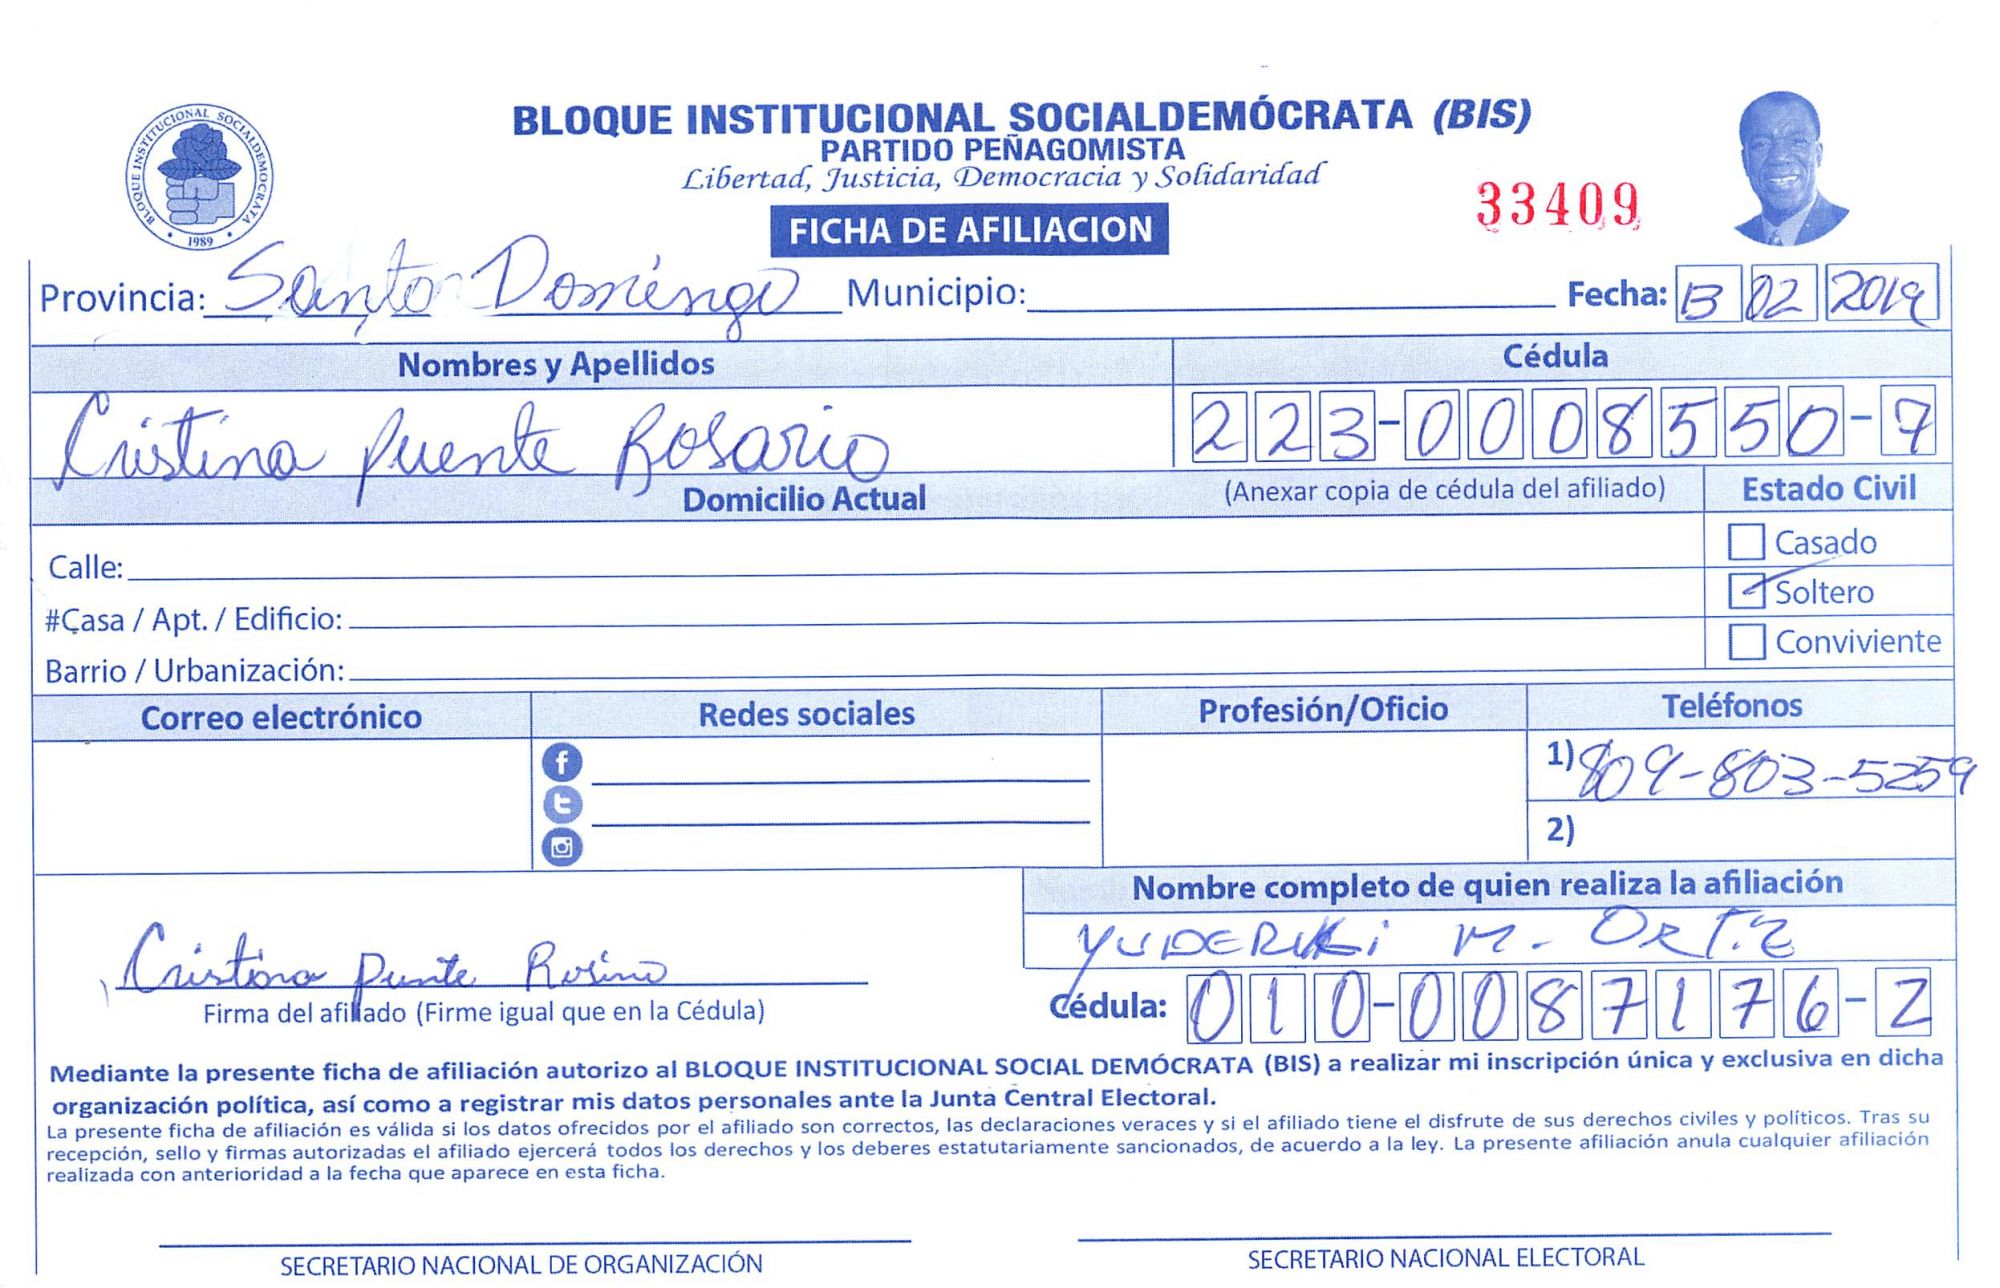 BLOQUE INSTITUCIONAL SOCIALDEMOCRATA
1989
BLOQUE INSTITUCIONAL SOCIALDEMÓCRATA (BIS)
PARTIDO PEÑAGOMISTA
Libertad, Justicia, Democracia y Solidaridad
FICHA DE AFILIACION
33409
Provincia: Santo Domingo Municipio: Fecha: 13 02 2019
Nombres y Apellidos Cédula
Cristina Puente Rosario 223-0008550-7
Domicilio Actual (Anexar copia de cédula del afiliado) Estado Civil
Casado
Calle:
Soltero
#Casa / Apt. / Edificio:
Conviviente
Barrio / Urbanización:
Correo electrónico Redes sociales Profesión/Oficio Teléfonos
1) 809-803-5259
2)
Nombre completo de quien realiza la afiliación
YUDERIKi M. ORTiZ
Cristina Puente
Firma del afiliado (Firme igual que en la Cédula) Cédula: 010-0087176-2
Mediante la presente ficha de afiliación autorizo al BLOQUE INSTITUCIONAL SOCIAL DEMÓCRATA (BIS) a realizar mi inscripción única y exclusiva en dicha
organización política, así como a registrar mis datos personales ante la Junta Central Electoral.
La presente ficha de afiliación es válida si los datos ofrecidos por el afiliado son correctos, las declaraciones veraces y si el afiliado tiene el disfrute de sus derechos civiles y políticos. Tras su
recepción, sello y firmas autorizadas el afiliado ejercerá todos los derechos y los deberes estatutariamente sancionados, de acuerdo a la ley. La presente afiliación anula cualquier afiliación
realizada con anterioridad a la fecha que aparece en esta ficha.
SECRETARIO NACIONAL DE ORGANIZACIÓN SECRETARIO NACIONAL ELECTORAL